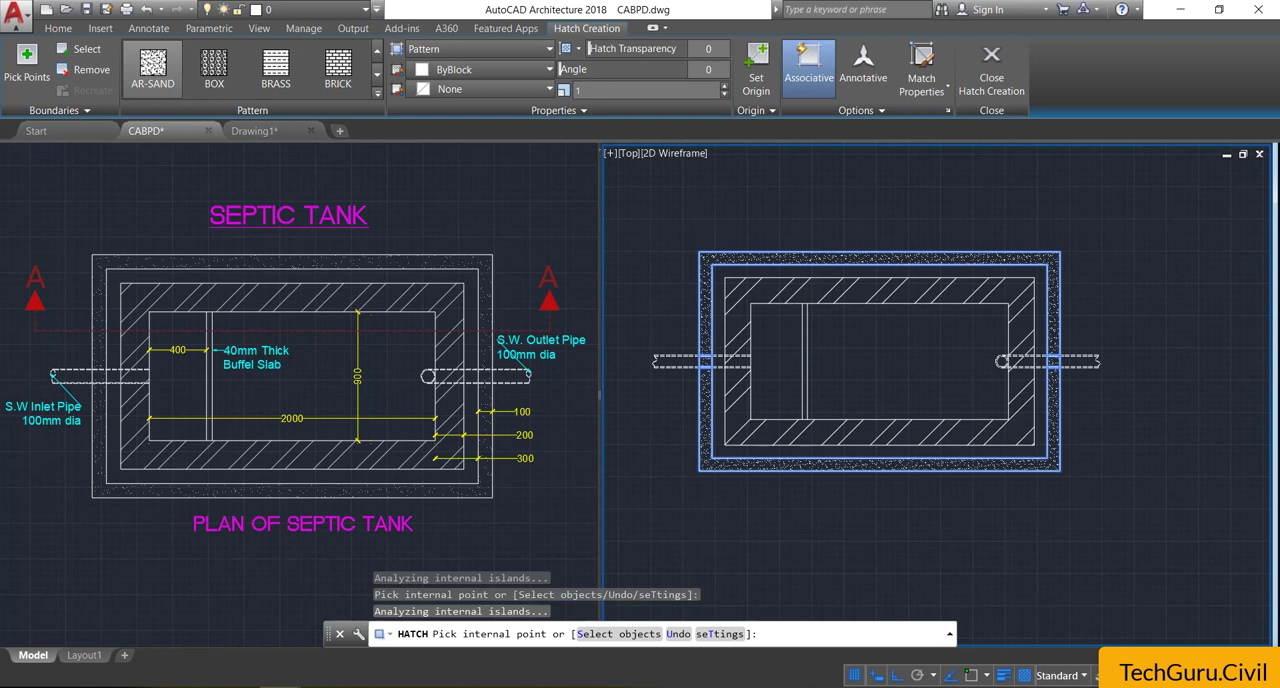 AutoCAD Architecture 2018 CABPD.dwg
Type a keyword or phrase
Sign In
0
Home Insert Annotate Parametric View Manage Output Add-ins A360 Featured Apps Hatch Creation
Pick Points
Select
Remove
Recreate
AR-SAND BOX BRASS BRICK
Pattern
ByBlock
None
Hatch Transparency 0
Angle 0
1
Set Origin
Associative
Annotative
Match Properties
Close Hatch Creation
Boundaries Pattern Properties Origin Options Close
Start CABPD* Drawing1*
[+][Top][2D Wireframe]
SEPTIC TANK
A A
400
40mm Thick
Buffel Slab
900
S.W. Outlet Pipe
100mm dia
S.W Inlet Pipe
100mm dia
2000
100
200
300
PLAN OF SEPTIC TANK
Analyzing internal islands...
Pick internal point or [Select objects/Undo/seTtings]:
Analyzing internal islands...
HATCH Pick internal point or [Select objects Undo seTtings]:
Model Layout1
Standard
TechGuru.Civil